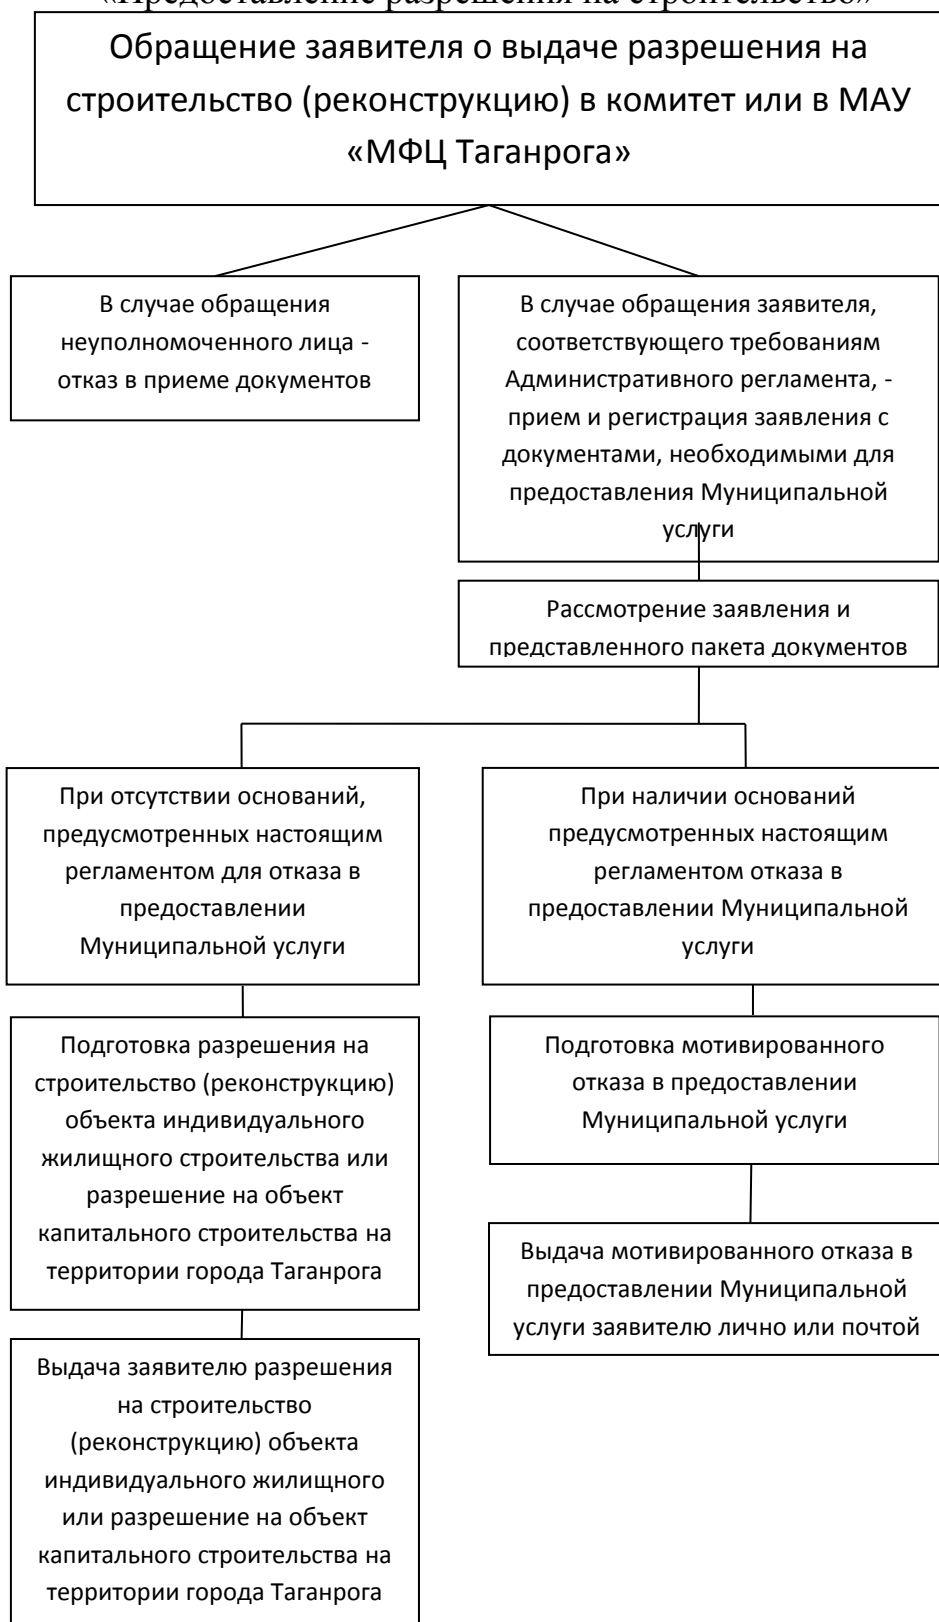 «Предоставление разрешения на строительство»
Обращение заявителя о выдаче разрешения на
строительство (реконструкцию) в комитет или в МАУ
«МФЦ Таганрога»
В случае обращения
неуполномоченного лица -
отказ в приеме документов
В случае обращения заявителя,
соответствующего требованиям
Административного регламента, -
прием и регистрация заявления с
документами, необходимыми для
предоставления Муниципальной
услуги
Рассмотрение заявления и
представленного пакета документов
При отсутствии оснований,
предусмотренных настоящим
регламентом для отказа в
предоставлении
Муниципальной услуги
При наличии оснований
предусмотренных настоящим
регламентом отказа в
предоставлении Муниципальной
услуги
Подготовка разрешения на
строительство (реконструкцию)
объекта индивидуального
жилищного строительства или
разрешение на объект
капитального строительства на
территории города Таганрога
Подготовка мотивированного
отказа в предоставлении
Муниципальной услуги
Выдача мотивированного отказа в
предоставлении Муниципальной
услуги заявителю лично или почтой
Выдача заявителю разрешения
на строительство
(реконструкцию) объекта
индивидуального жилищного
или разрешение на объект
капитального строительства на
территории города Таганрога